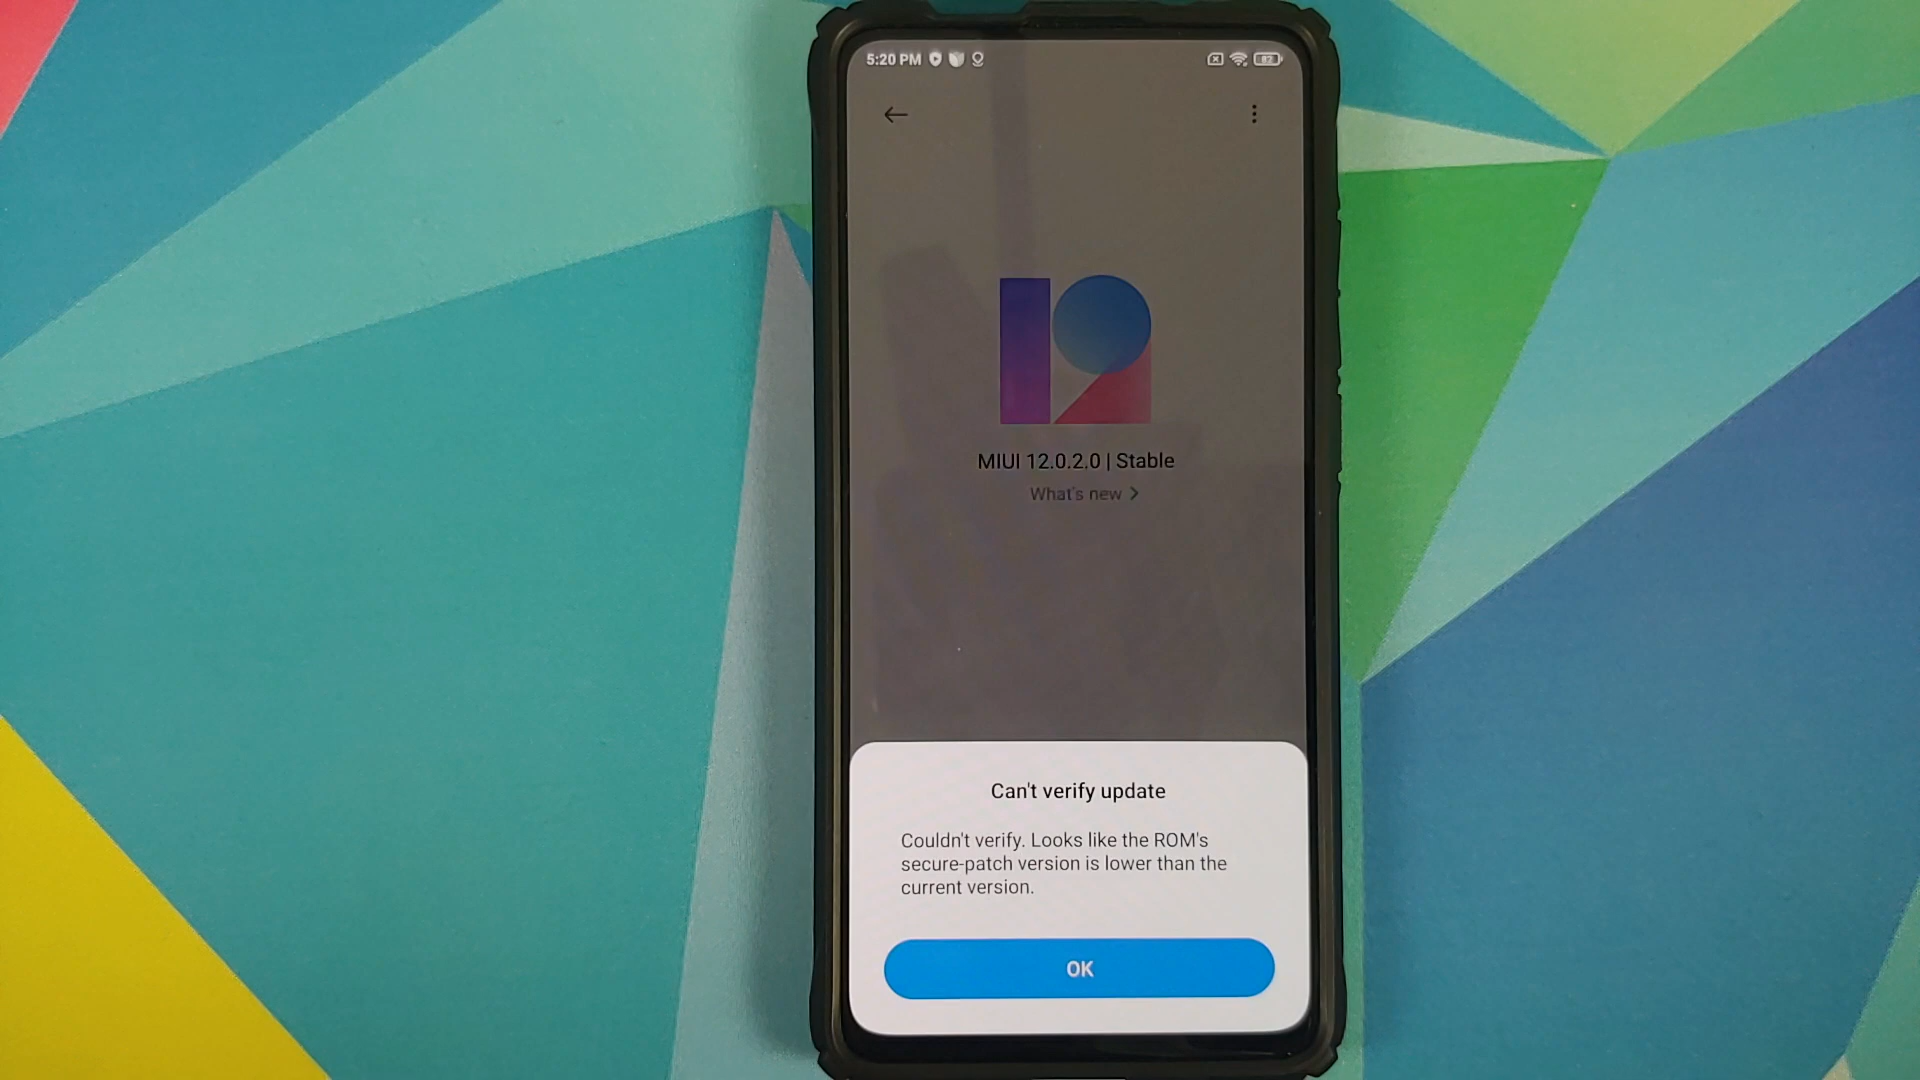 5:20 PM
82
MIUI 12.0.2.0 | Stable
What's new >
Can't verify update
Couldn't verify. Looks like the ROM's
secure-patch version is lower than the
current version.
OK